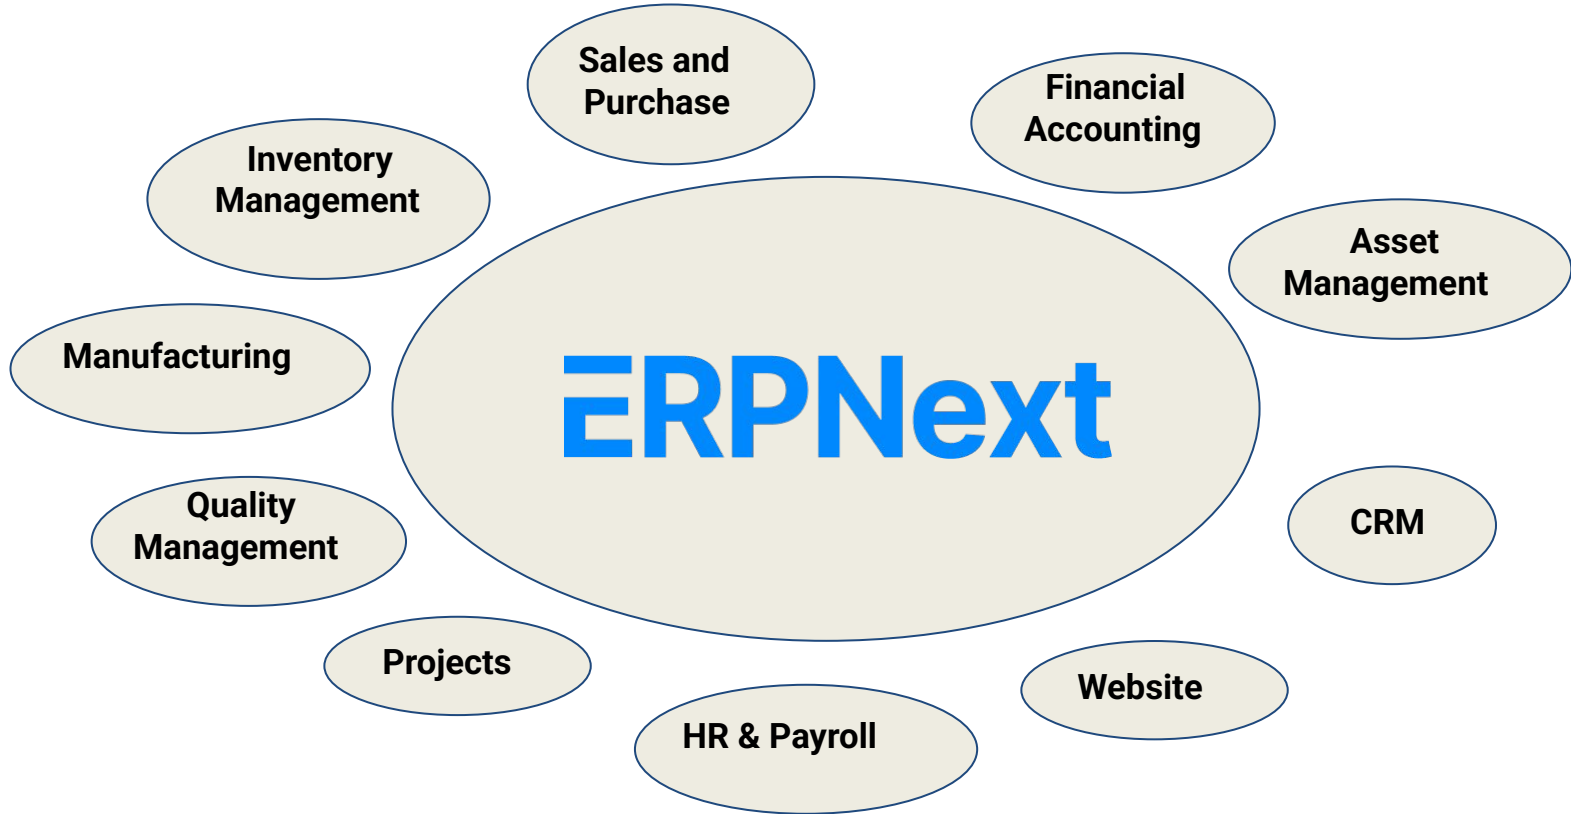 Sales and
Purchase
Financial
Accounting
Inventory
Management
Asset
Management
Manufacturing
ERPNext
Quality
Management
CRM
Projects
Website
HR & Payroll